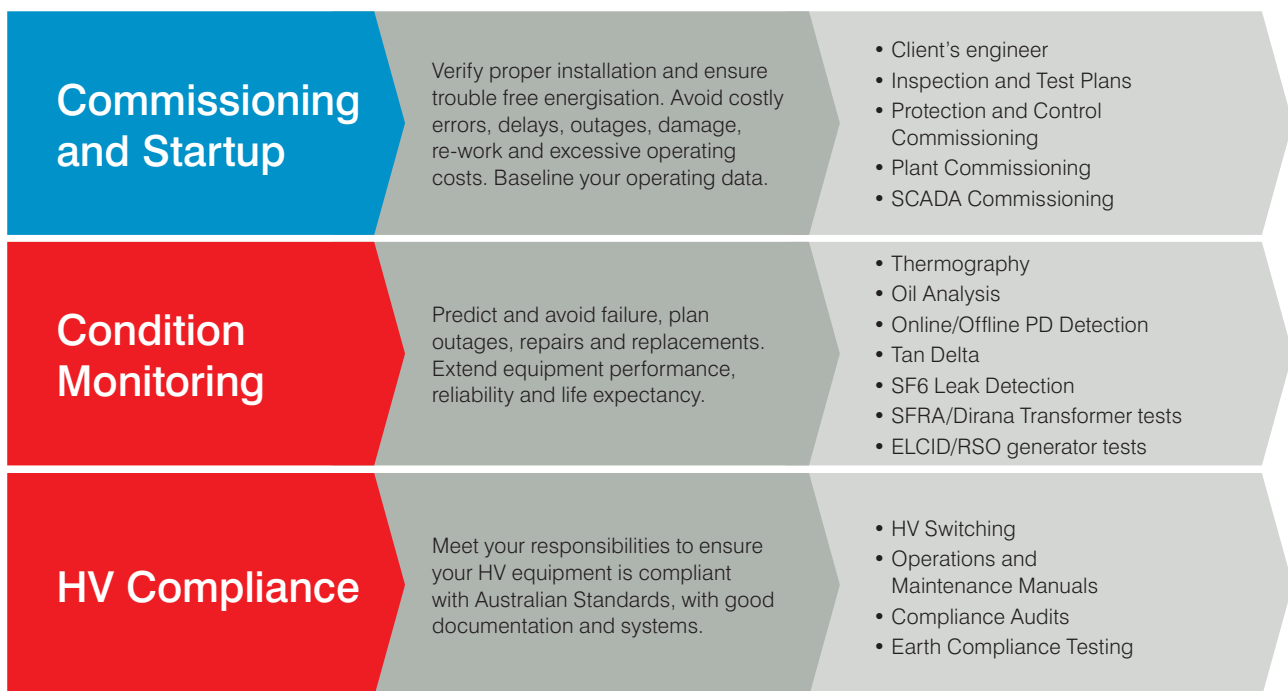 Commissioning
and Startup
Verify proper installation and ensure
trouble free energisation. Avoid costly
errors, delays, outages, damage,
re-work and excessive operating
costs. Baseline your operating data.
• Client’s engineer
• Inspection and Test Plans
• Protection and Control
Commissioning
• Plant Commissioning
• SCADA Commissioning
Condition
Monitoring
Predict and avoid failure, plan
outages, repairs and replacements.
Extend equipment performance,
reliability and life expectancy.
• Thermography
• Oil Analysis
• Online/Offline PD Detection
• Tan Delta
• SF6 Leak Detection
• SFRA/Dirana Transformer tests
• ELCID/RSO generator tests
HV Compliance
Meet your responsibilities to ensure
your HV equipment is compliant
with Australian Standards, with good
documentation and systems.
• HV Switching
• Operations and
Maintenance Manuals
• Compliance Audits
• Earth Compliance Testing